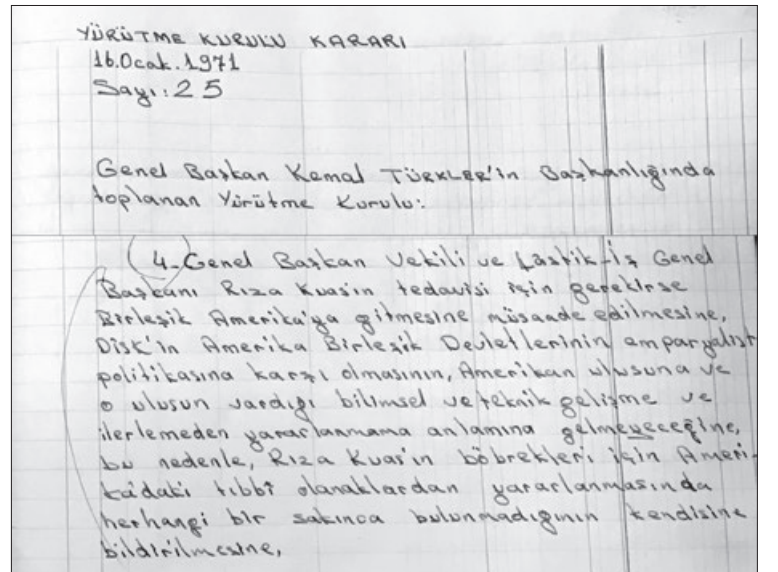 YÜRÜTME KURULU KARARI
16.Ocak.1971
Sayı:25
Genel Başkan Kemal TÜRKLER'in Başkanlığında
toplanan Yürütme Kurulu:
4-Genel Başkan Vekili ve Lâstik-İş Genel
Başkanı Rıza Kuas'ın tedavisi için gerekirse
Birleşik Amerika'ya gitmesine müsaade edilmesine,
DİSK'in Amerika Birleşik Devletlerinin emparyalist
politikasına karşı olmasının, Amerikan ulusuna ve
o ulusun vardığı bilimsel ve teknik gelişme ve
ilerlemeden yararlanmama anlamına gelmeyeceğine,
bu nedenle, Rıza Kuas'ın böbrekleri için Ameri-
ka'daki tıbbî olanaklardan yararlanmasında
herhangi bir sakınca bulunmadığının kendisine
bildirilmesine,